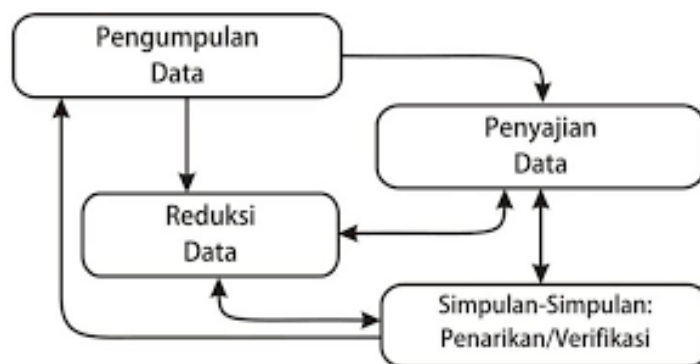 Pengumpulan
Data
Penyajian
Data
Reduksi
Data
Simpulan-Simpulan:
Penarikan/Verifikasi